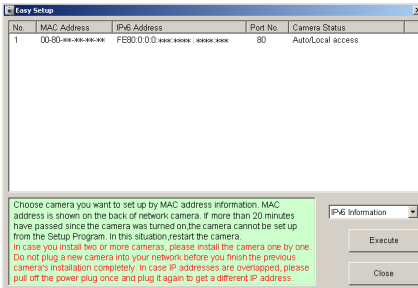 Easy Setup
No. MAC Address IPv6 Address Port No. Camera Status
1 00-80-**-**-**-** FE80:0:0:0:***:****:****:*** 80 Auto/Local access
Choose camera you want to set up by MAC address information. MAC
address is shown on the back of network camera. If more than 20 minutes
have passed since the camera was turned on,the camera cannot be set up
from the Setup Program. In this situation,restart the camera.
In case you install two or more cameras, please install the camera one by one.
Do not plug a new camera into your network before you finish the previous
camera's installation completely. In case IP addresses are overlapped, please
pull off the power plug once and plug it again to get a different IP address.
IPv6 Information
Execute
Close